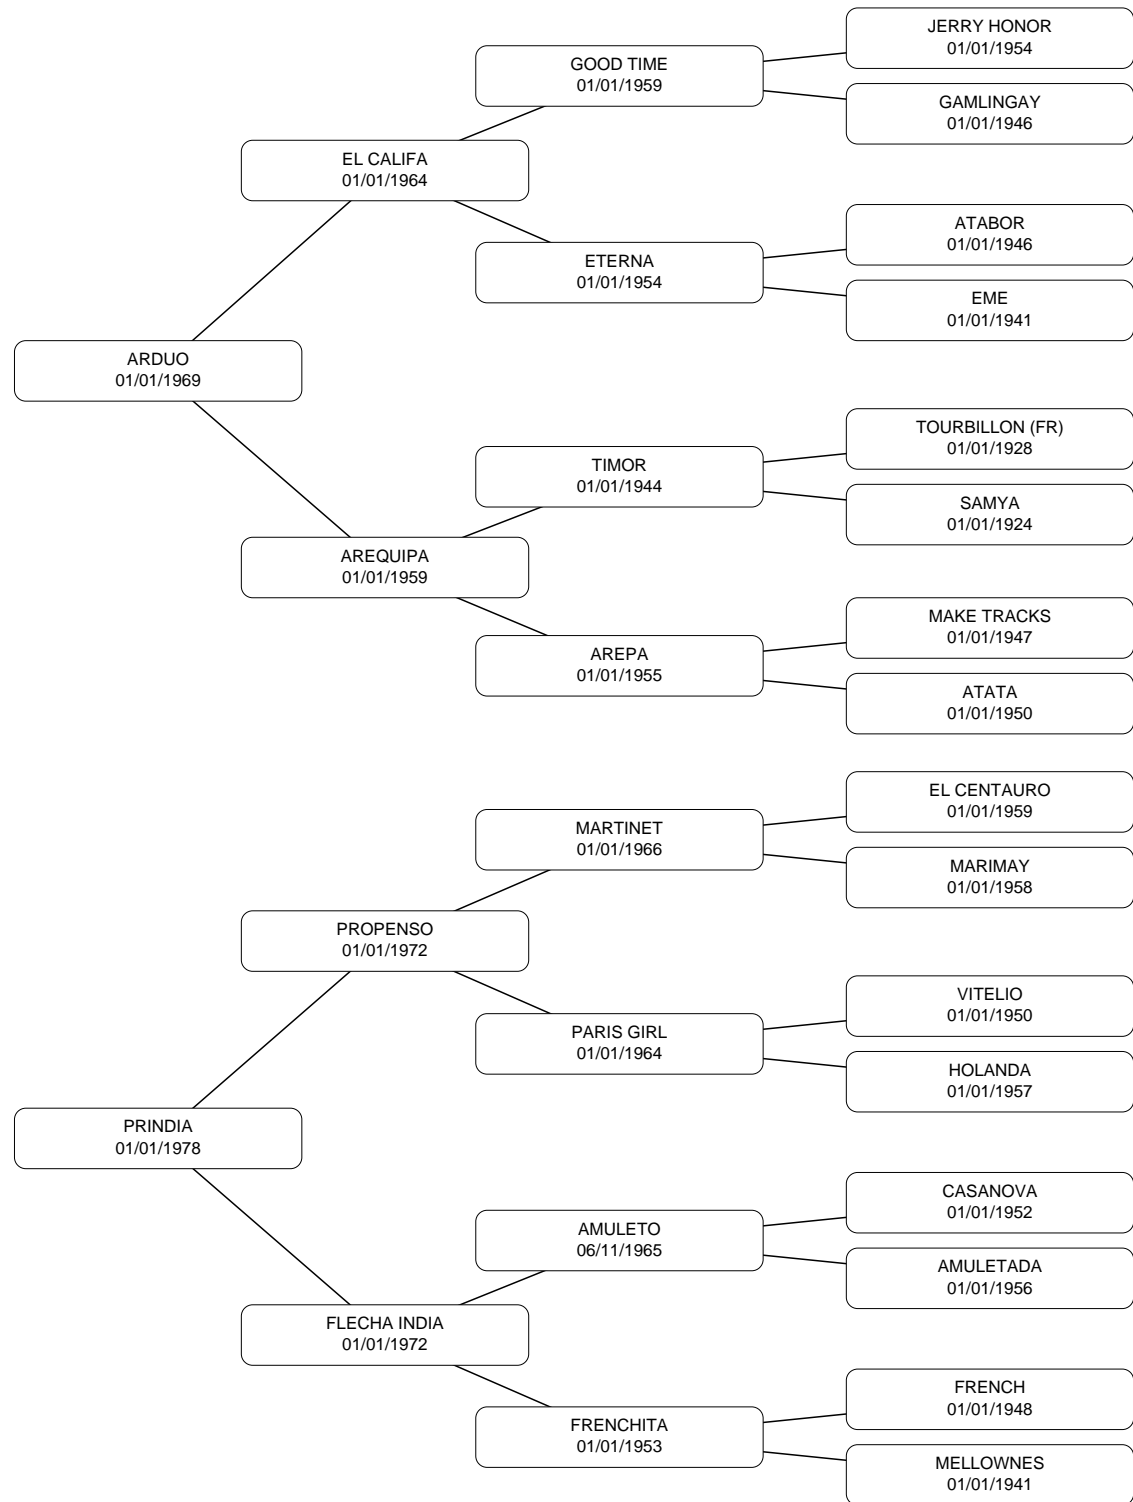 JERRY HONOR
01/01/1954
GOOD TIME
01/01/1959
GAMLINGAY
01/01/1946
EL CALIFA
01/01/1964
ATABOR
01/01/1946
ETERNA
01/01/1954
EME
01/01/1941
ARDUO
01/01/1969
TOURBILLON (FR)
01/01/1928
TIMOR
01/01/1944
SAMYA
01/01/1924
AREQUIPA
01/01/1959
MAKE TRACKS
01/01/1947
AREPA
01/01/1955
ATATA
01/01/1950
EL CENTAURO
01/01/1959
MARTINET
01/01/1966
MARIMAY
01/01/1958
PROPENSO
01/01/1972
VITELIO
01/01/1950
PARIS GIRL
01/01/1964
HOLANDA
01/01/1957
PRINDIA
01/01/1978
CASANOVA
01/01/1952
AMULETO
06/11/1965
AMULETADA
01/01/1956
FLECHA INDIA
01/01/1972
FRENCH
01/01/1948
FRENCHITA
01/01/1953
MELLOWNES
01/01/1941